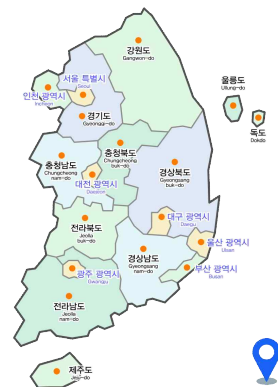 강원도
Gangwon-do
울릉도
Ullung-do
서울 특별시
Seoul
인천 광역시
Incheon
독도
Dokdo
경기도
Gyeonggi-do
충청북도
Chungcheong
buk-do
충청남도
Chungcheong
nam-do
경상북도
Gyeongsang
buk-do
대전 광역시
Daejeon
전라북도
Jeolla
buk-do
대구 광역시
Daegu
울산 광역시
Ulsan
경상남도
Gyeongsang
nam-do
부산 광역시
Busan
광주 광역시
Gwangju
전라남도
Jeolla
nam-do
제주도
Jeju-do